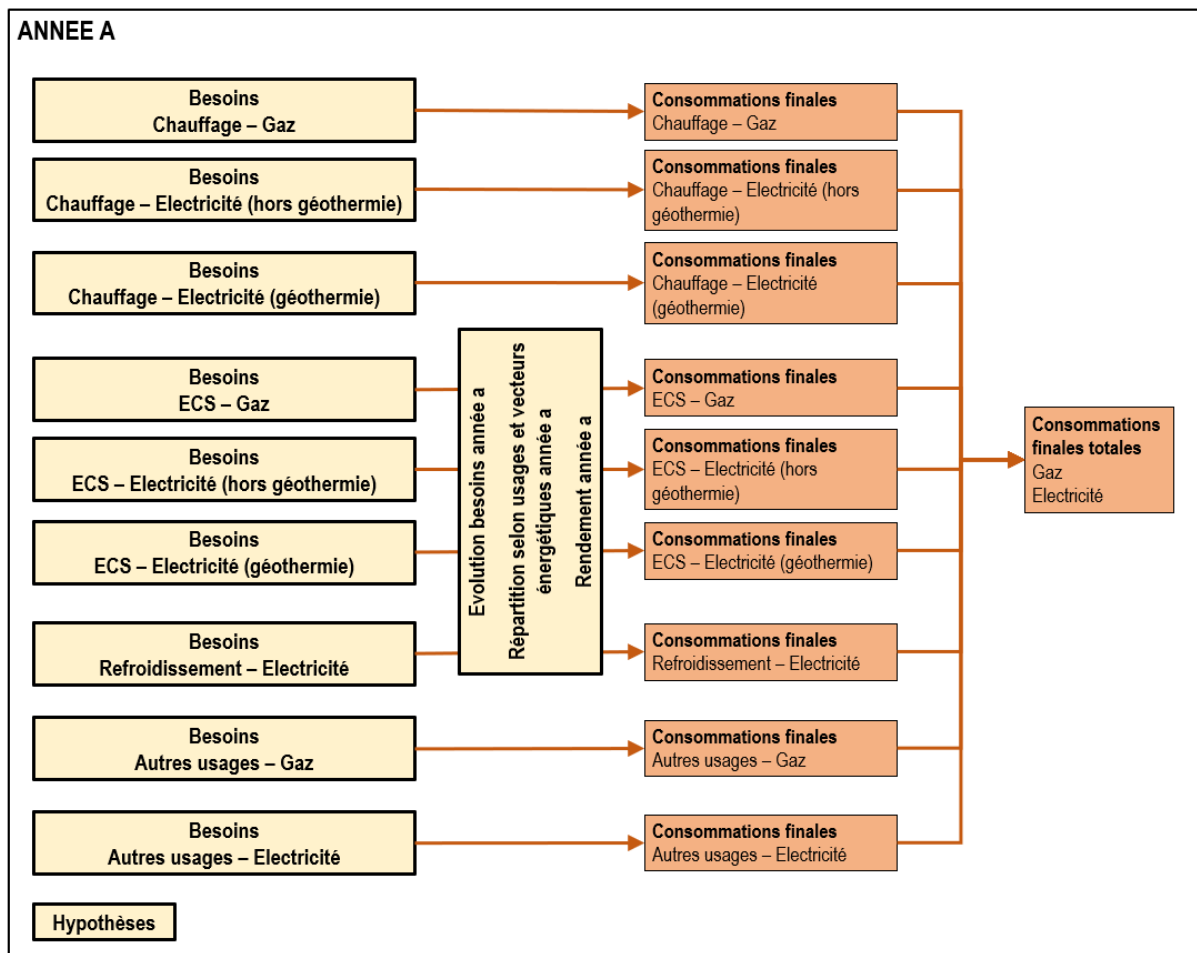 ANNEE A
Besoins
Chauffage – Gaz
Consommations finales
Chauffage – Gaz
Besoins
Chauffage – Electricité (hors géothermie)
Consommations finales
Chauffage – Electricité (hors
géothermie)
Besoins
Chauffage – Electricité (géothermie)
Consommations finales
Chauffage – Electricité
(géothermie)
Besoins
ECS – Gaz
Consommations finales
ECS – Gaz
Besoins
ECS – Electricité (hors géothermie)
Consommations finales
ECS – Electricité (hors
géothermie)
Besoins
ECS – Electricité (géothermie)
Consommations finales
ECS – Electricité (géothermie)
Besoins
Refroidissement – Electricité
Consommations finales
Refroidissement – Electricité
Besoins
Autres usages – Gaz
Consommations finales
Autres usages – Gaz
Besoins
Autres usages – Electricité
Consommations finales
Autres usages – Electricité
Evolution besoins année a
Répartition selon usages et vecteurs
énergétiques année a
Rendement année a
Consommations
finales totales
Gaz
Electricité
Hypothèses